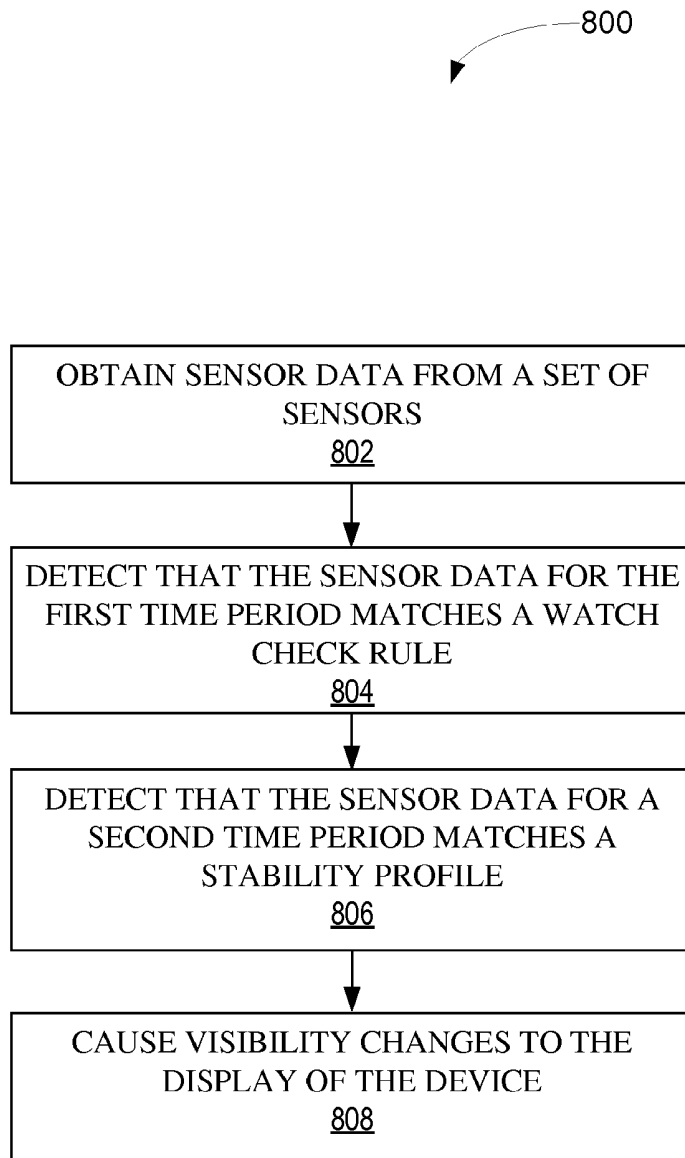 800
OBTAIN SENSOR DATA FROM A SET OF
SENSORS
802
DETECT THAT THE SENSOR DATA FOR THE
FIRST TIME PERIOD MATCHES A WATCH
CHECK RULE
804
DETECT THAT THE SENSOR DATA FOR A
SECOND TIME PERIOD MATCHES A
STABILITY PROFILE
806
CAUSE VISIBILITY CHANGES TO THE
DISPLAY OF THE DEVICE
808